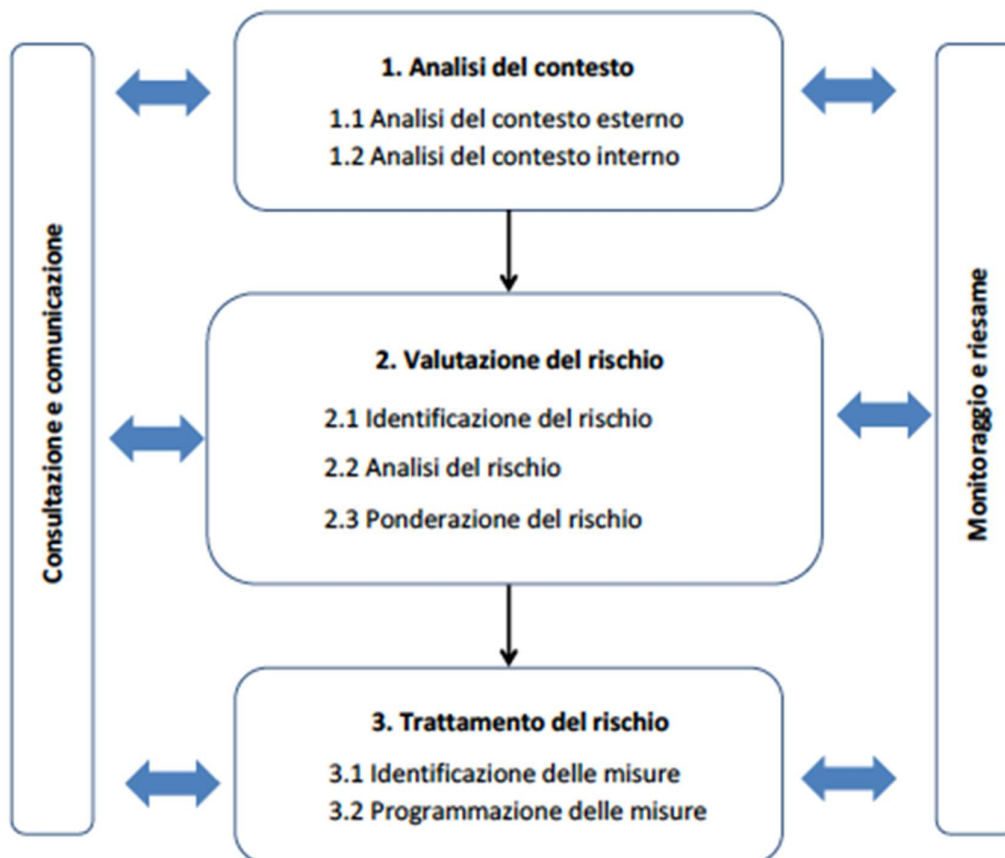 Consultazione e comunicazione
1. Analisi del contesto
1.1 Analisi del contesto esterno
1.2 Analisi del contesto interno
2. Valutazione del rischio
2.1 Identificazione del rischio
2.2 Analisi del rischio
2.3 Ponderazione del rischio
3. Trattamento del rischio
3.1 Identificazione delle misure
3.2 Programmazione delle misure
Monitoraggio e riesame